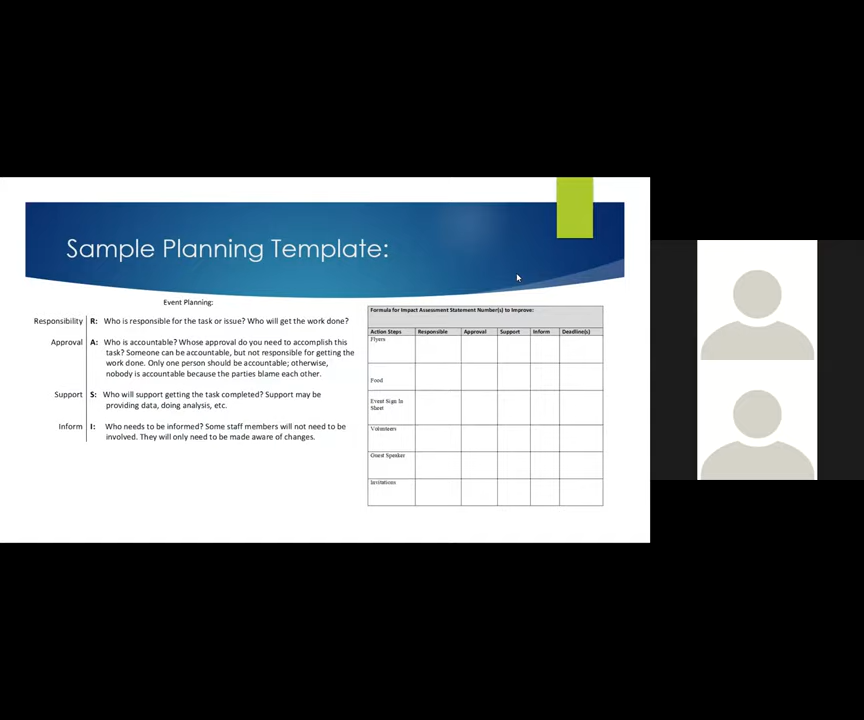 Sample Planning Template:
Event Planning:
Responsibility R: Who is responsible for the task or issue? Who will get the work done?
Approval A: Who is accountable? Whose approval do you need to accomplish this
task? Someone can be accountable, but not responsible for getting the
work done. Only one person should be accountable; otherwise,
nobody is accountable because the parties blame each other.
Support S: Who will support getting the task completed? Support may be
providing data, doing analysis, etc.
Inform I: Who needs to be informed? Some staff members will not need to be
involved. They will only need to be made aware of changes.
Formula for Impact Assessment Statement Number(s) to Improve:
Action Steps Responsible Approval Support Inform Deadline(s)
Flyers
Food
Event Sign In
Sheet
Volunteers
Guest Speaker
Invitations